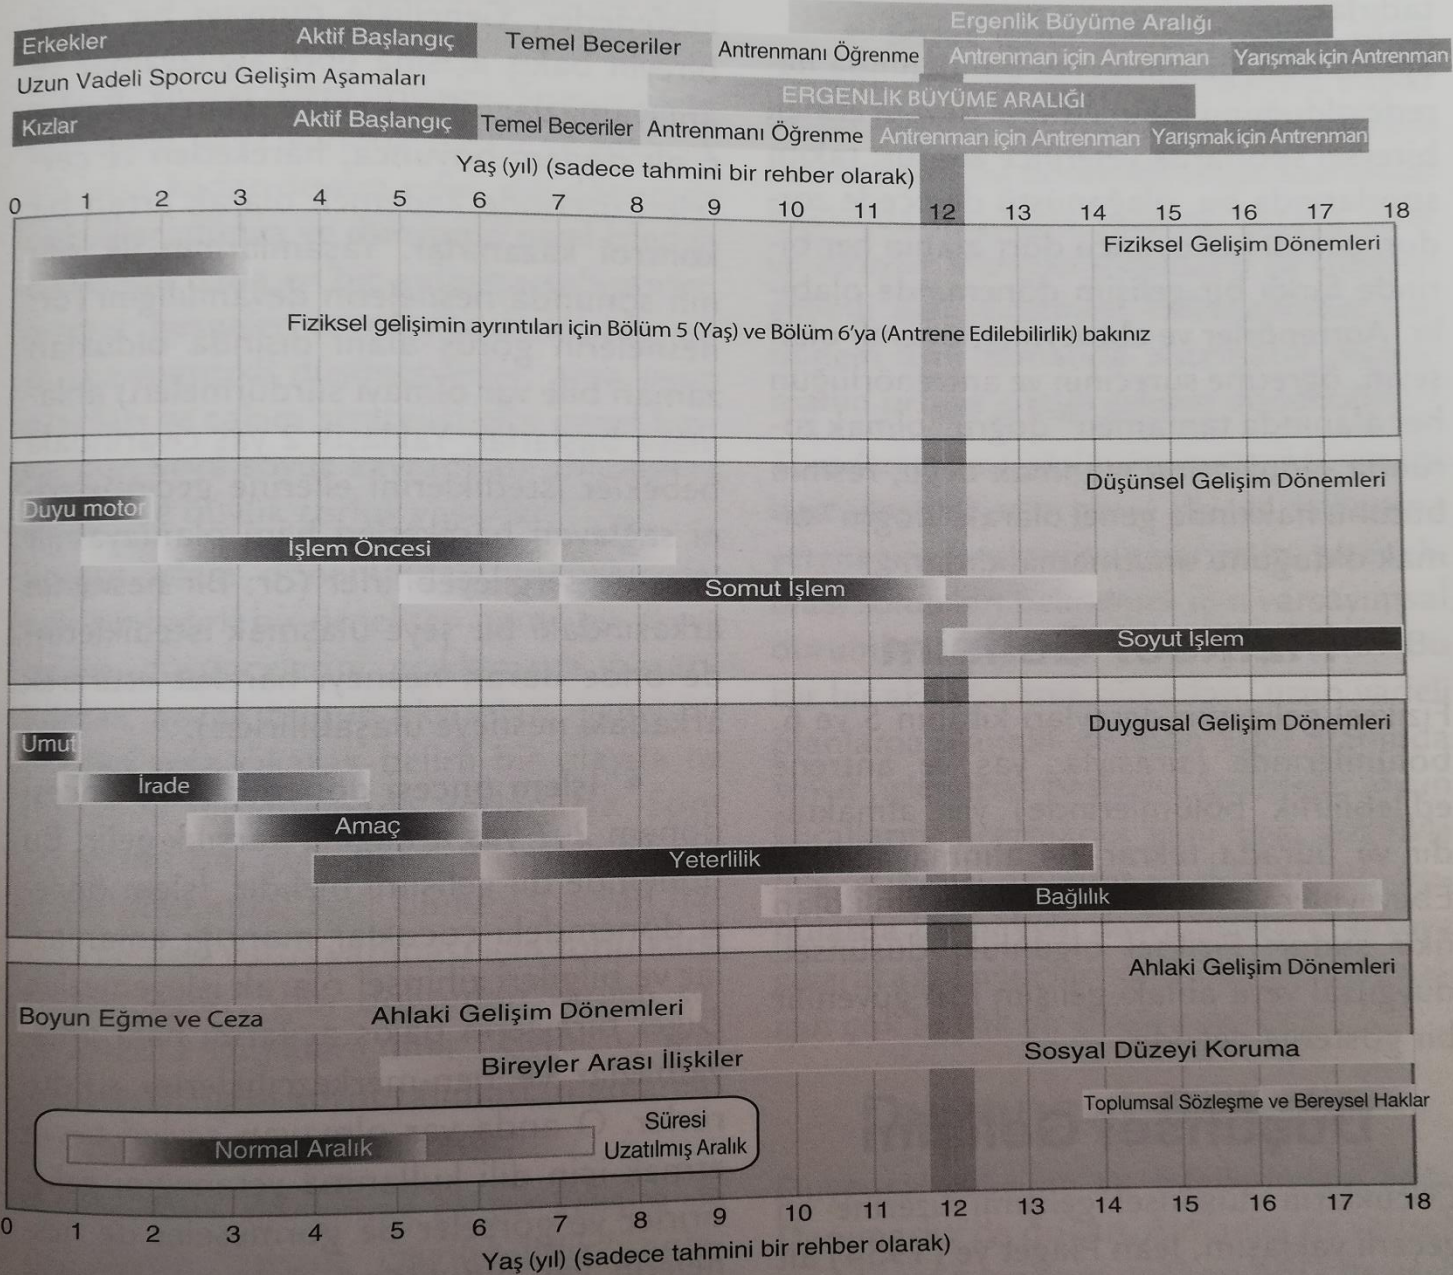 Ergenlik Büyüme Aralığı
Erkekler Aktif Başlangıç Temel Beceriler Antrenmanı Öğrenme Antrenman için Antrenman Yarışmak için Antrenman
Uzun Vadeli Sporcu Gelişim Aşamaları
ERGENLİK BÜYÜME ARALIĞI
Kızlar Aktif Başlangıç Temel Beceriler Antrenmanı Öğrenme Antrenman için Antrenman Yarışmak için Antrenman
Yaş (yıl) (sadece tahmini bir rehber olarak)
0 1 2 3 4 5 6 7 8 9 10 11 12 13 14 15 16 17 18
Fiziksel Gelişim Dönemleri
Fiziksel gelişimin ayrıntıları için Bölüm 5 (Yaş) ve Bölüm 6'ya (Antrene Edilebilirlik) bakınız
Düşünsel Gelişim Dönemleri
Duyu motor
İşlem Öncesi
Somut İşlem
Soyut İşlem
Duygusal Gelişim Dönemleri
Umut
İrade
Amaç
Yeterlilik
Bağlılık
Ahlaki Gelişim Dönemleri
Boyun Eğme ve Ceza Ahlaki Gelişim Dönemleri
Bireyler Arası İlişkiler Sosyal Düzeyi Koruma
Toplumsal Sözleşme ve Bereysel Haklar
Normal Aralık
Süresi
Uzatılmış Aralık
0 1 2 3 4 5 6 7 8 9 10 11 12 13 14 15 16 17 18
Yaş (yıl) (sadece tahmini bir rehber olarak)